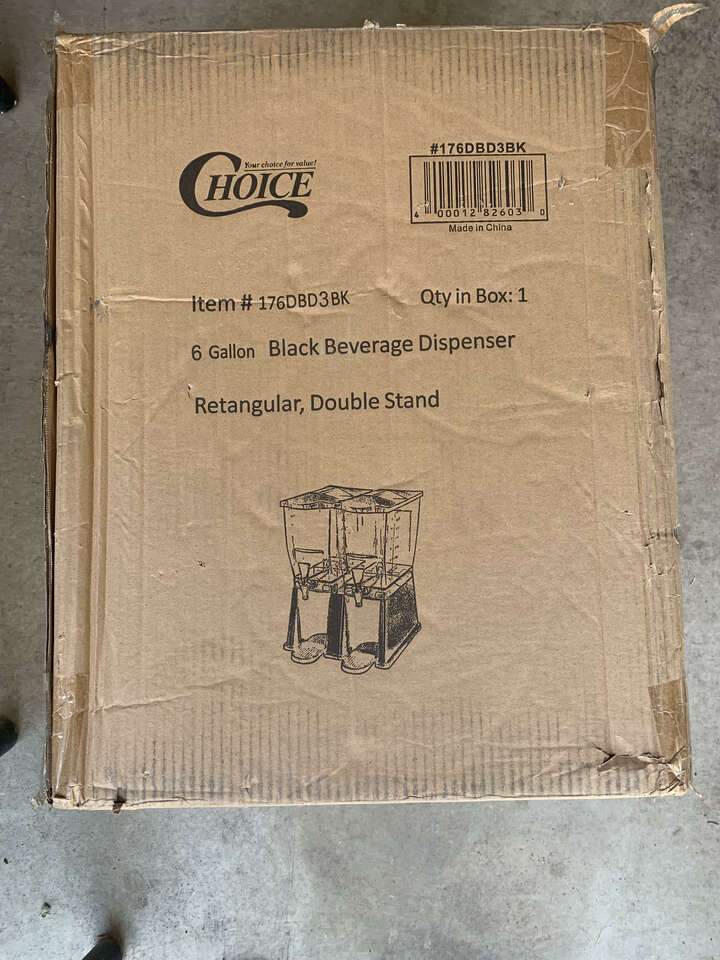 Your choice for value!
CHOICE
#176DBD3BK
4 00012 82603 0
Made in China
Item # 176DBD3BK Qty in Box: 1
6 Gallon Black Beverage Dispenser
Retangular, Double Stand